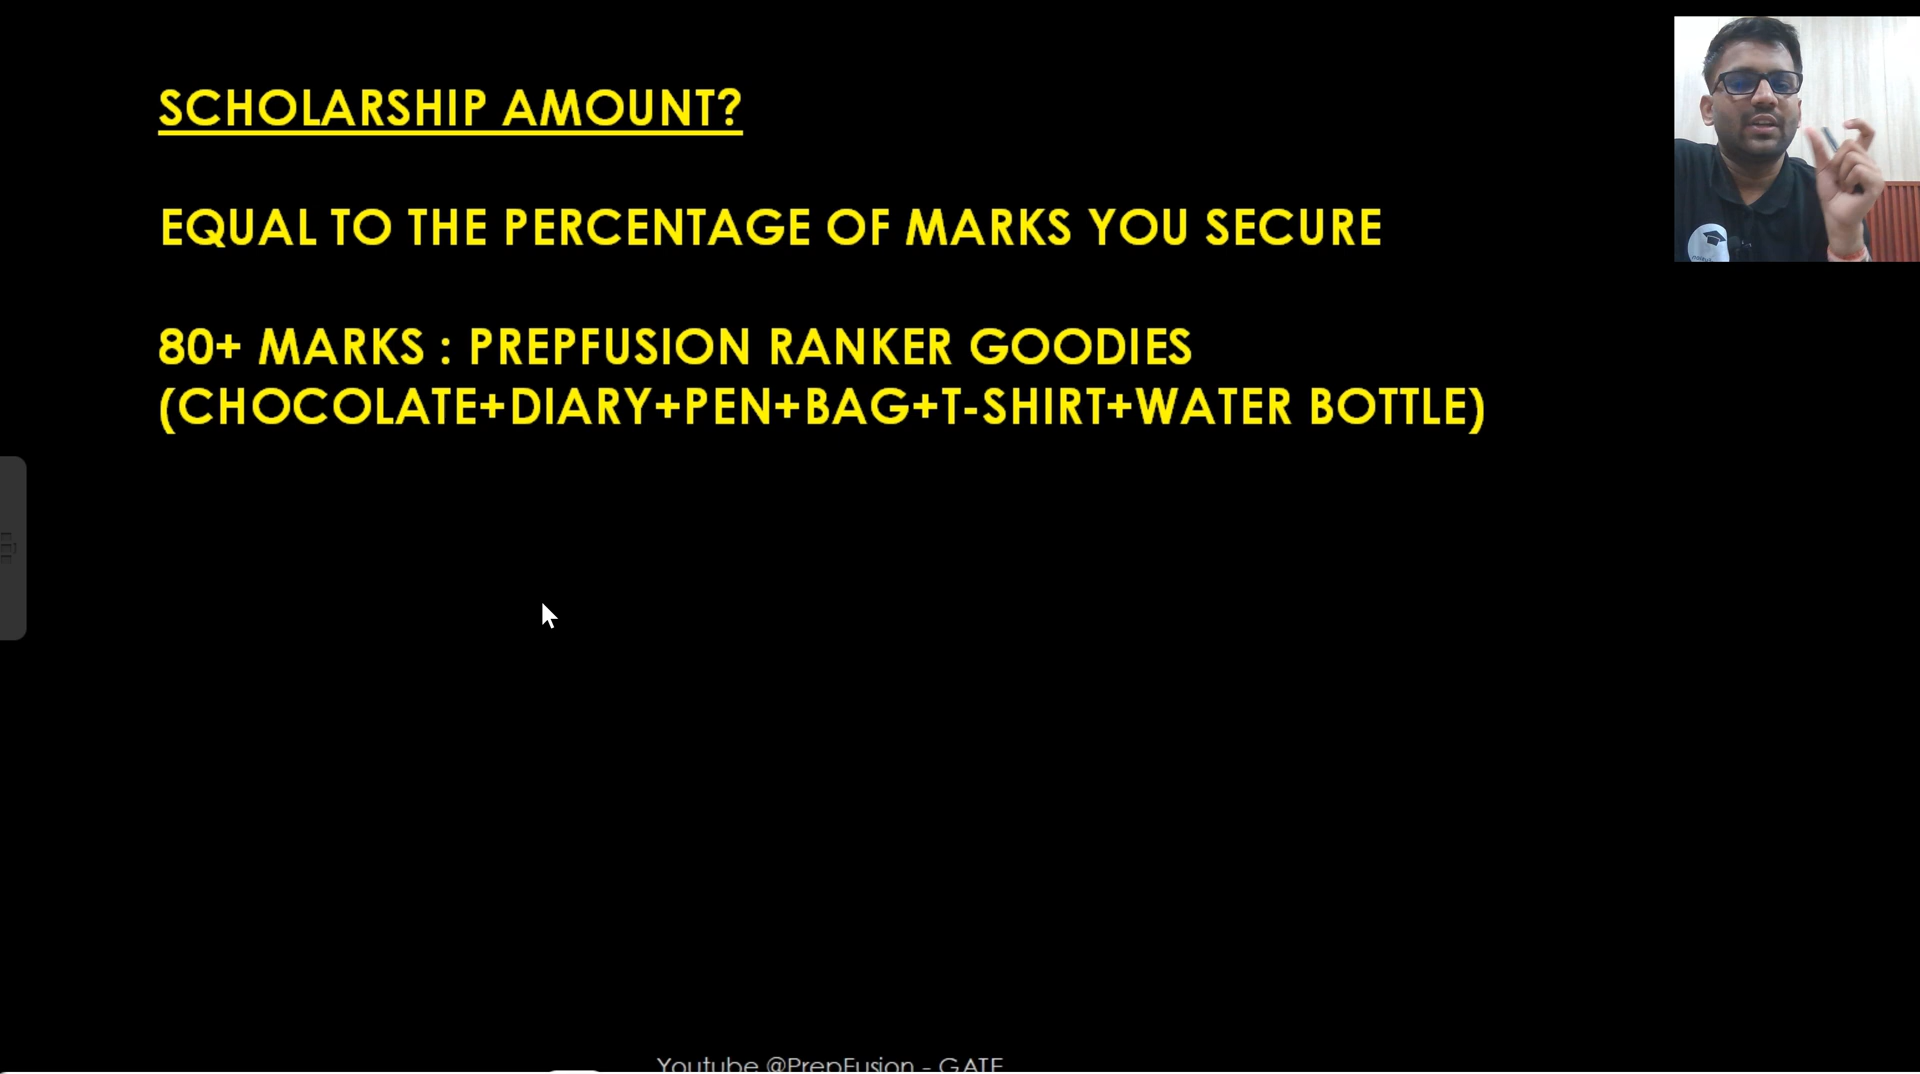 SCHOLARSHIP AMOUNT?
EQUAL TO THE PERCENTAGE OF MARKS YOU SECURE
80+ MARKS : PREPFUSION RANKER GOODIES
(CHOCOLATE+DIARY+PEN+BAG+T-SHIRT+WATER BOTTLE)
Youtube @PrepFusion - GATE